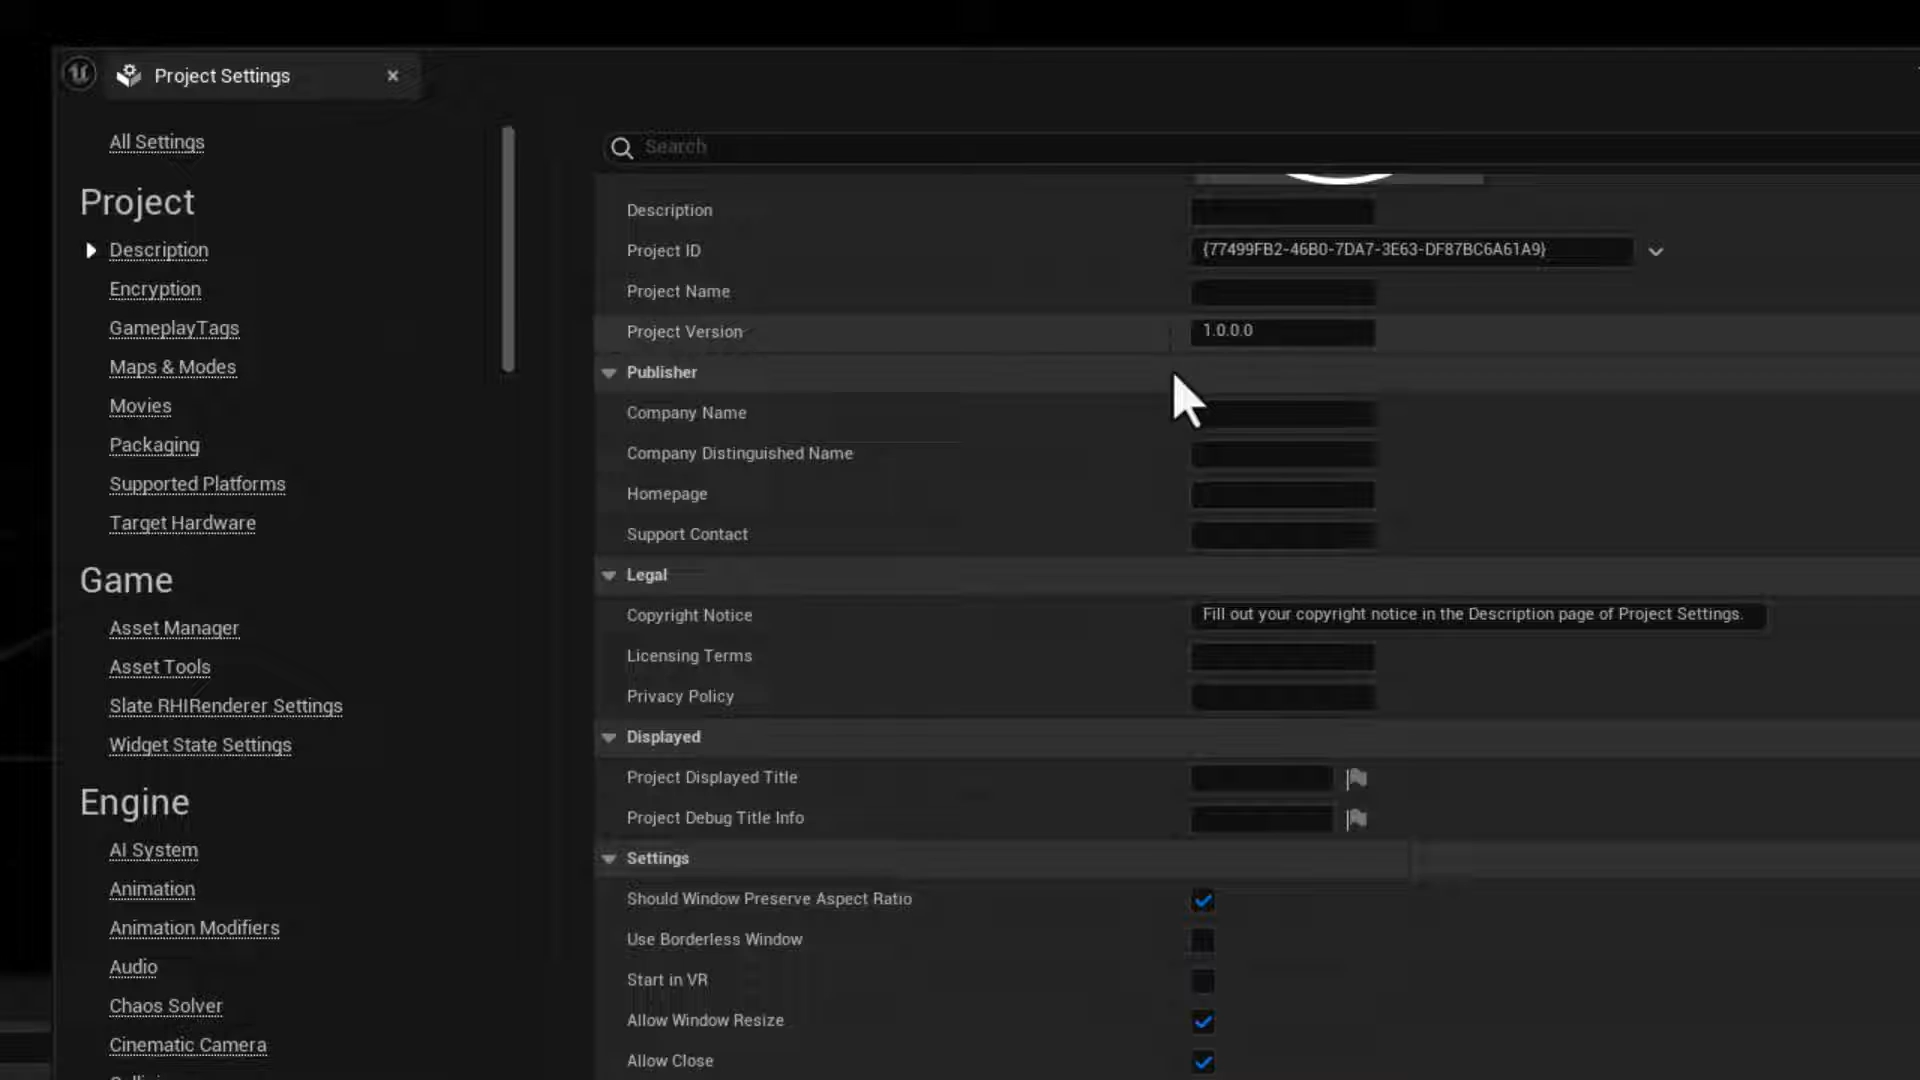 Project Settings
All Settings
Project
Description
Encryption
GameplayTags
Maps & Modes
Movies
Packaging
Supported Platforms
Target Hardware
Game
Asset Manager
Asset Tools
Slate RHIRenderer Settings
Widget State Settings
Engine
AI System
Animation
Animation Modifiers
Audio
Chaos Solver
Cinematic Camera
Search
Description
Project ID {77499FB2-46B0-7DA7-3E63-DF87BC6A61A9}
Project Name
Project Version 1.0.0.0
Publisher
Company Name
Company Distinguished Name
Homepage
Support Contact
Legal
Copyright Notice Fill out your copyright notice in the Description page of Project Settings.
Licensing Terms
Privacy Policy
Displayed
Project Displayed Title
Project Debug Title Info
Settings
Should Window Preserve Aspect Ratio
Use Borderless Window
Start in VR
Allow Window Resize
Allow Close